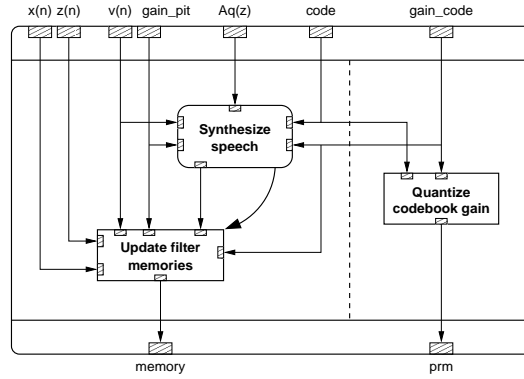 x(n) z(n) v(n) gain_pit Aq(z) code gain_code
Synthesize
speech
Quantize
codebook gain
Update filter
memories
memory prm